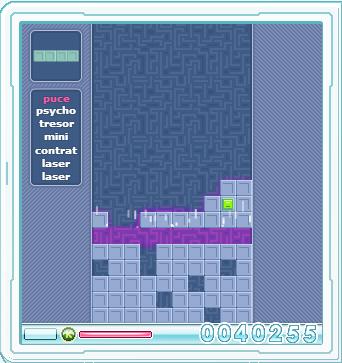 puce
psycho
tresor
mini
contrat
laser
laser
0040255